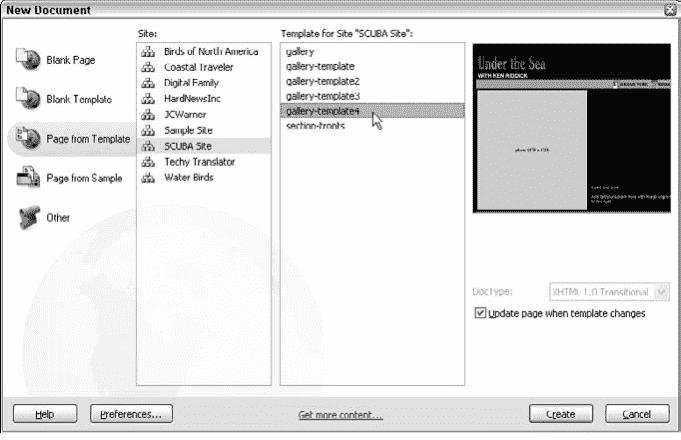 New Document
Blank Page
Blank Template
Page from Template
Page from Sample
Other
Site:
Birds of North America
Coastal Traveler
Digital Family
HardNewsInc
JCWarner
Sample Site
SCUBA Site
Techy Translator
Water Birds
Template for Site "SCUBA Site":
gallery
gallery-template
gallery-template2
gallery-template3
gallery-template4
section-fronts
Under the Sea
WITH KEN RIDDICK
DocType:
XHTML 1.0 Transitional
Update page when template changes
Help
Preferences...
Get more content...
Create
Cancel